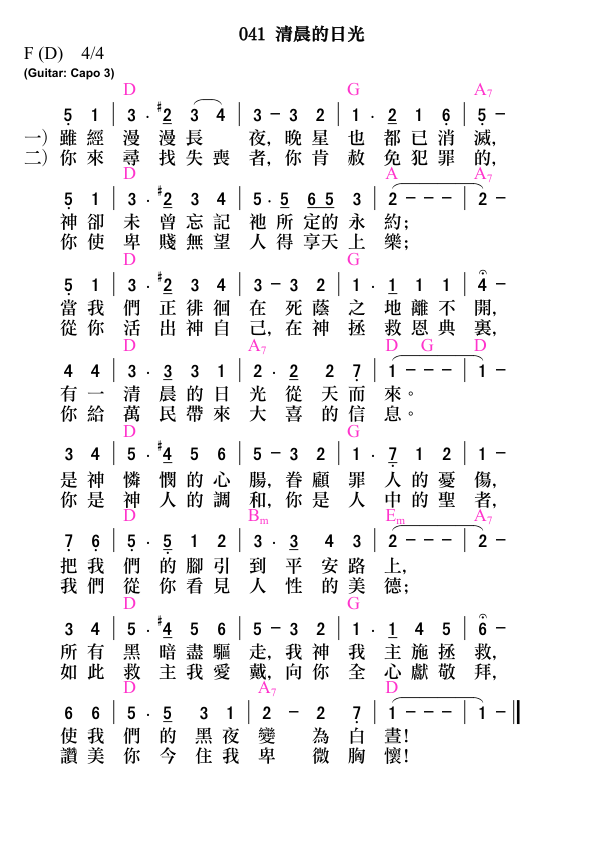 041 清晨的日光
F (D) 4/4
(Guitar: Capo 3)
D G A7
5 1 | 3 . #2 3 4 | 3 – 3 2 | 1 . 2 1 6 | 5 –
一) 雖經漫漫長夜, 晚星也都已消滅,
二) 你來尋找失喪者, 你肯赦免犯罪的,
D A A7
5 1 | 3 . #2 3 4 | 5 . 5 6 5 3 | 2 – – – | 2 –
神卻未曾忘記祂所定的永約;
你使卑賤無望人得享天上樂;
D G
5 1 | 3 . #2 3 4 | 3 – 3 2 | 1 . 1 1 1 | 4 –
當我們正徘徊在死蔭之地離不開,
從你活出神自己, 在神拯救恩典裏,
D A7 D G D
4 4 | 3 . 3 3 1 | 2 . 2 2 7 | 1 – – – | 1 –
有一清晨的日光從天而來。
你給萬民帶來大喜的信息。
D G
3 4 | 5 . #4 5 6 | 5 – 3 2 | 1 . 7 1 2 | 1 –
是神憐憫的心腸, 眷顧罪人的憂傷,
你是神人的調和, 你是人中的聖者,
D Bm Em A7
7 6 | 5 . 5 1 2 | 3 . 3 4 3 | 2 – – – | 2 –
把我們的腳引到平安路上,
我們從你看見人性的美德;
D G
3 4 | 5 . #4 5 6 | 5 – 3 2 | 1 . 1 4 5 | 6 –
所有黑暗盡驅走, 我神我主施拯救,
如此救主我愛戴, 向你全心獻敬拜,
D A7 D
6 6 | 5 . 5 3 1 | 2 – 2 7 | 1 – – – | 1 – ||
使我們的黑夜變為白晝!
讚美你今住我卑微胸懷!